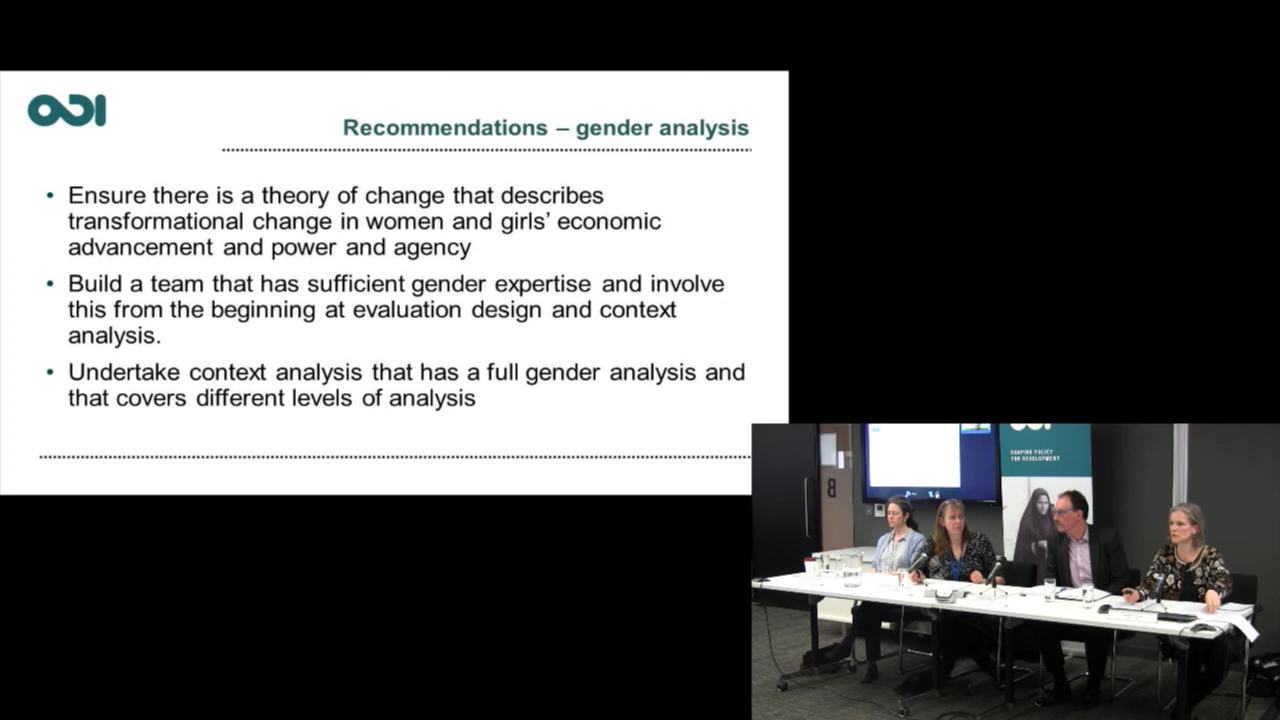 ODI
Recommendations – gender analysis
• Ensure there is a theory of change that describes
transformational change in women and girls’ economic
advancement and power and agency
• Build a team that has sufficient gender expertise and involve
this from the beginning at evaluation design and context
analysis.
• Undertake context analysis that has a full gender analysis and
that covers different levels of analysis
B
SHAPING POLICY
FOR DEVELOPMENT